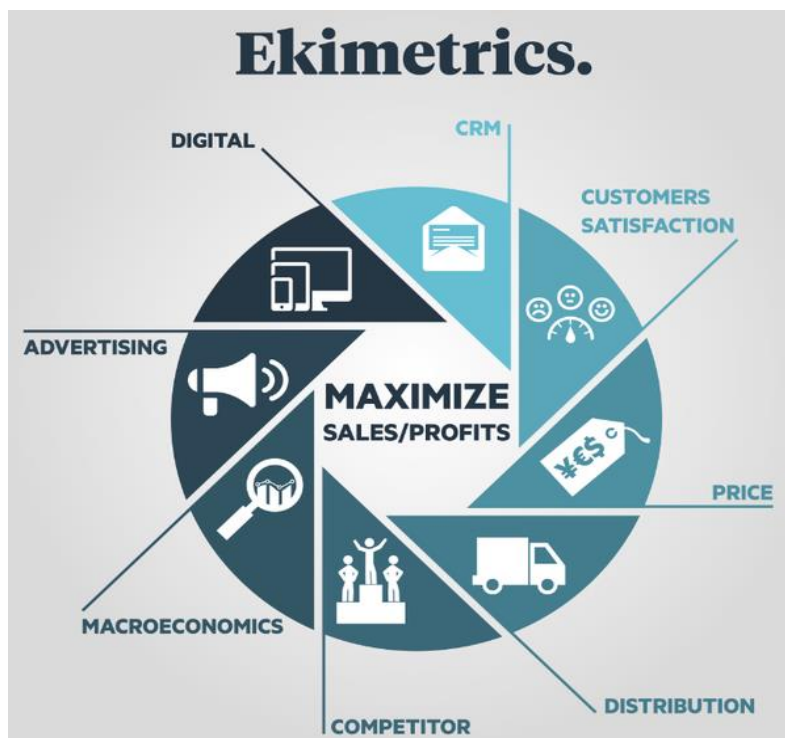 Ekimetrics.
DIGITAL
CRM
CUSTOMERS
SATISFACTION
ADVERTISING
MAXIMIZE
SALES/PROFITS
¥€$
PRICE
MACROECONOMICS
DISTRIBUTION
COMPETITOR